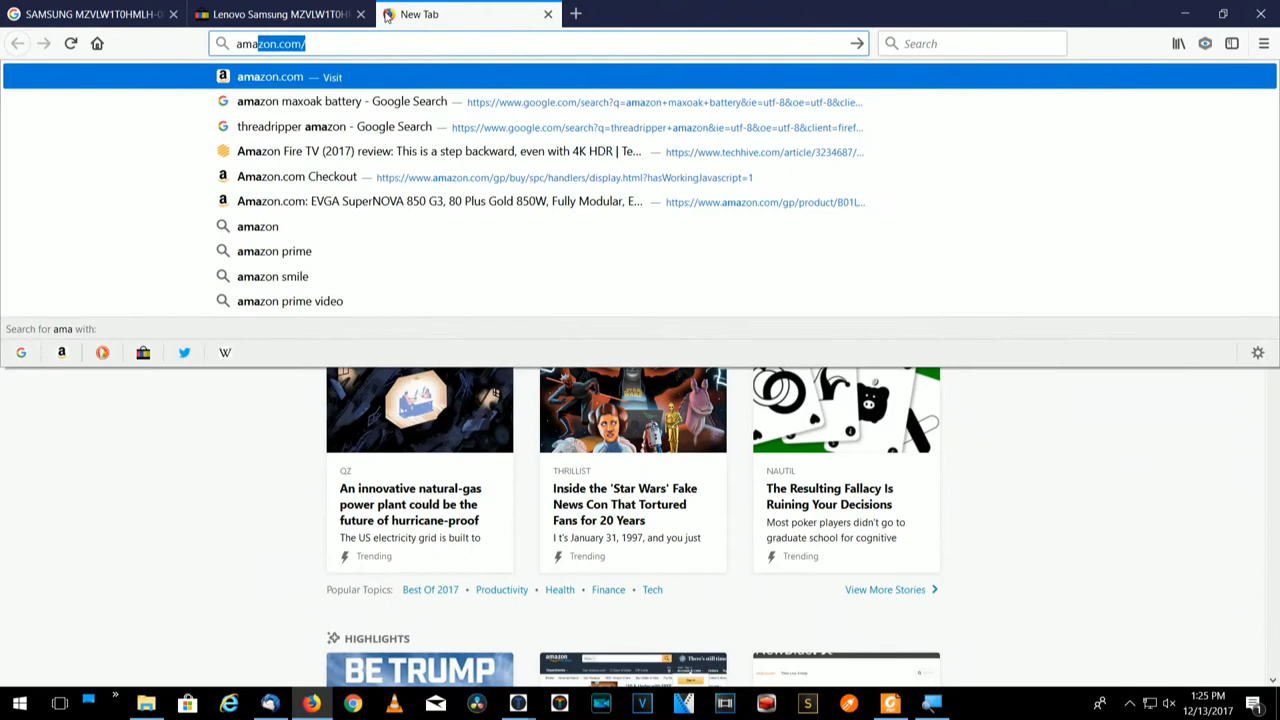 SAMSUNG MZVLW1T0HMLH-0
Lenovo Samsung MZVLW1T0H
New Tab
amazon.com/
Search
amazon.com — Visit
amazon maxoak battery - Google Search — https://www.google.com/search?q=amazon+maxoak+battery&ie=utf-8&oe=utf-8&clie...
threadripper amazon - Google Search — https://www.google.com/search?q=threadripper+amazon&ie=utf-8&oe=utf-8&client=firef...
Amazon Fire TV (2017) review: This is a step backward, even with 4K HDR | Te... — https://www.techhive.com/article/3234687/...
Amazon.com Checkout — https://www.amazon.com/gp/buy/spc/handlers/display.html?hasWorkingJavascript=1
Amazon.com: EVGA SuperNOVA 850 G3, 80 Plus Gold 850W, Fully Modular, E... — https://www.amazon.com/gp/product/B01L...
amazon
amazon prime
amazon smile
amazon prime video
Search for ama with:
QZ
An innovative natural-gas
power plant could be the
future of hurricane-proof
The US electricity grid is built to
Trending
THRILLIST
Inside the 'Star Wars' Fake
News Con That Tortured
Fans for 20 Years
I t's January 31, 1997, and you just
Trending
NAUTIL
The Resulting Fallacy Is
Ruining Your Decisions
Most poker players didn't go to
graduate school for cognitive
Trending
Popular Topics: Best Of 2017 • Productivity • Health • Finance • Tech
View More Stories
HIGHLIGHTS
BE TRUMP
amazon
There's still time
1:25 PM
12/13/2017